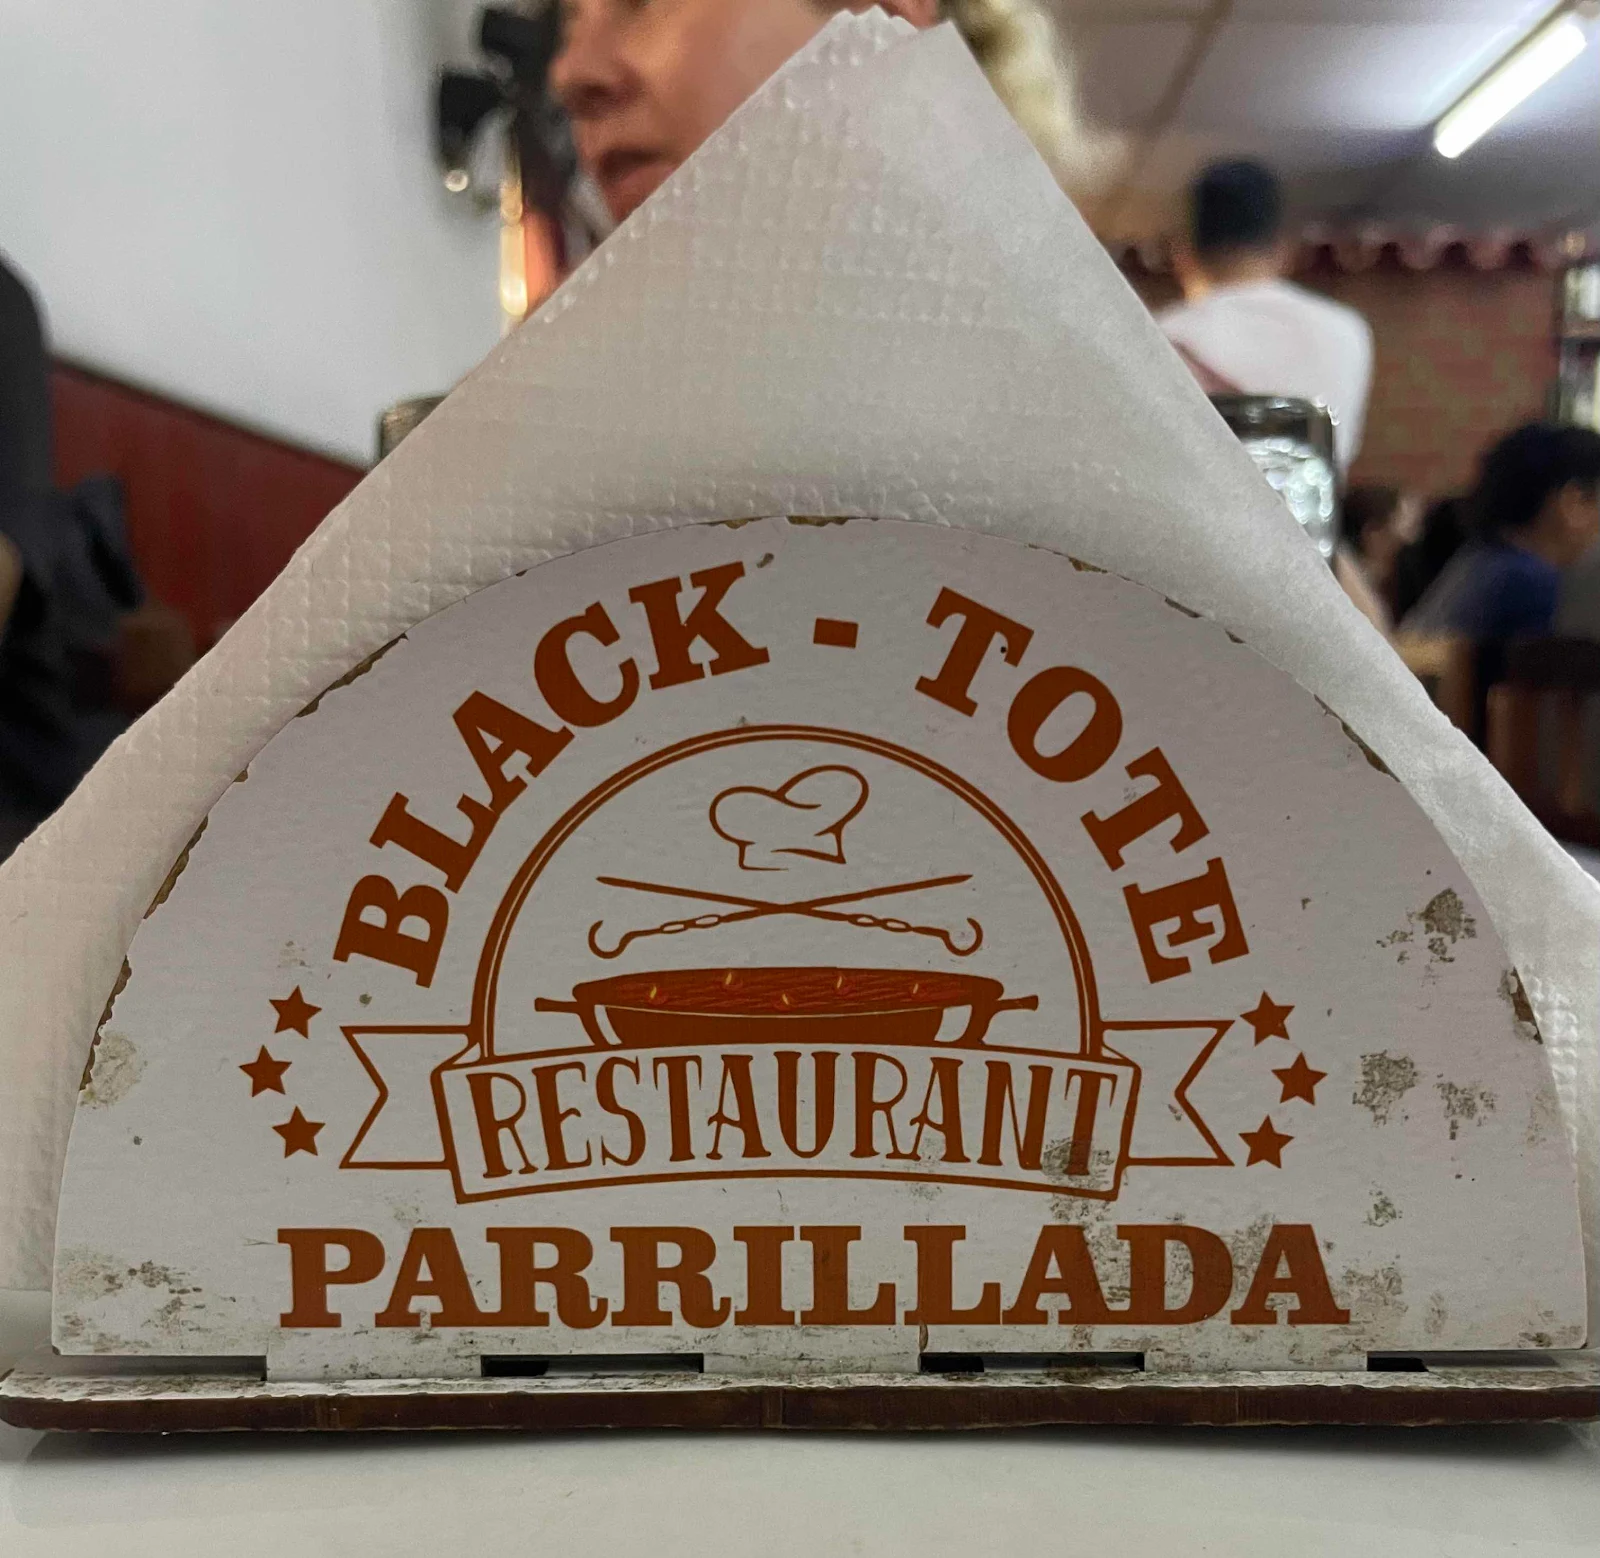 BLACK - TOTE
RESTAURANT
PARRILLADA